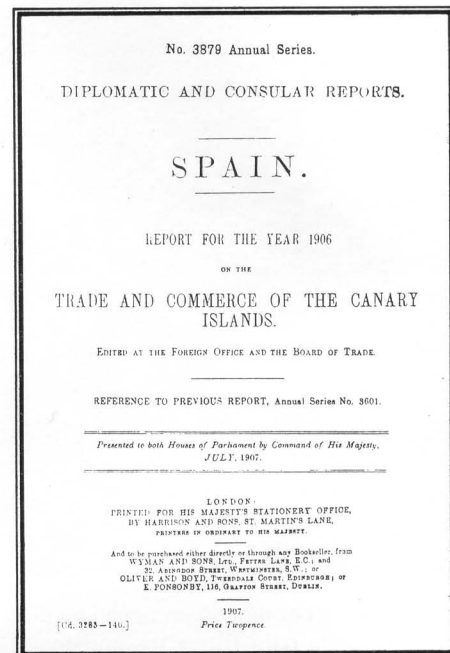 No. 3879 Annual Series.
DIPLOMATIC AND CONSULAR REPORTS.
SPAIN.
REPORT FOR THE YEAR 1906
ON THE
TRADE AND COMMERCE OF THE CANARY
ISLANDS.
EDITED AT THE FOREIGN OFFICE AND THE BOARD OF TRADE.
REFERENCE TO PREVIOUS REPORT, Annual Series No. 3601.
Presented to both Houses of Parliament by Command of His Majesty,
JULY, 1907.
LONDON:
PRINTED FOR HIS MAJESTY'S STATIONERY OFFICE,
BY HARRISON AND SONS, ST. MARTIN'S LANE,
PRINTERS IN ORDINARY TO HIS MAJESTY.
And to be purchased either directly or through any Bookseller, from
WYMAN AND SONS, LTD., FETTER LANE, E.C.; and
32, ABINGDON STREET, WESTMINSTER, S.W.; or
OLIVER AND BOYD, TWEEDDALE COURT, EDINBURGH; or
E. PONSONBY, 116, GRAFTON STREET, DUBLIN.
1907.
[Cd. 3283—146.] Price Twopence.